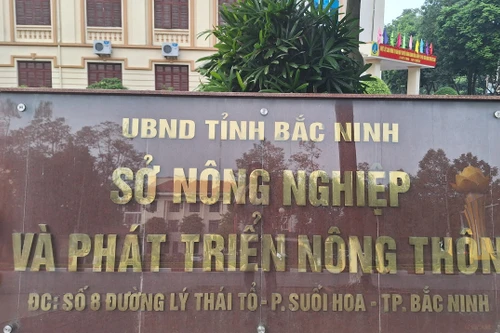 UBND TỈNH BẮC NINH
SỞ NÔNG NGHIỆP
VÀ PHÁT TRIỂN NÔNG THÔN
ĐC: SỐ 8 ĐƯỜNG LÝ THÁI TỔ - P. SUỐI HOA - TP. BẮC NINH